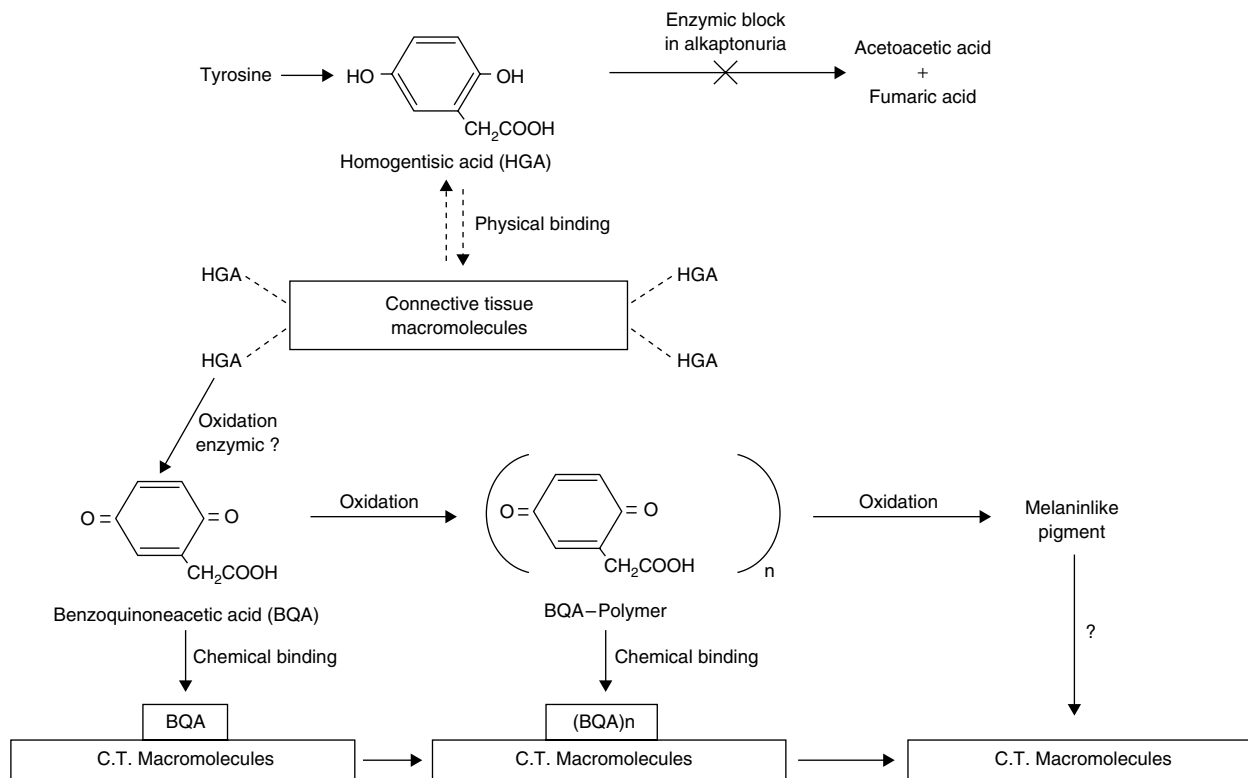 Enzymic block
in alkaptonuria
Tyrosine
HO
OH
CH₂COOH
Acetoacetic acid
+
Fumaric acid
Homogentisic acid (HGA)
Physical binding
HGA
HGA
Connective tissue
macromolecules
HGA
HGA
Oxidation
enzymic ?
O
O
CH₂COOH
Oxidation
O
O
CH₂COOH
n
Oxidation
Melaninlike
pigment
Benzoquinoneacetic acid (BQA)
BQA–Polymer
Chemical binding
Chemical binding
?
BQA
(BQA)n
C.T. Macromolecules
C.T. Macromolecules
C.T. Macromolecules